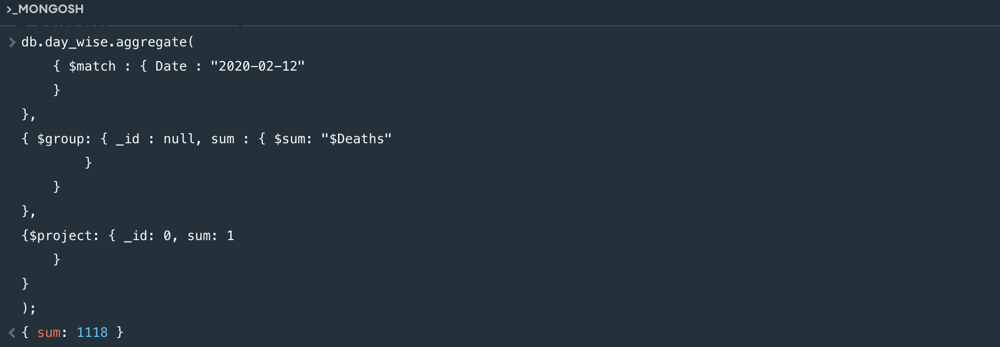 >_MONGOSH
> db.day_wise.aggregate(
    { $match : { Date : "2020-02-12"
    }
},
{ $group: { _id : null, sum : { $sum: "$Deaths"
        }
    }
},
{$project: { _id: 0, sum: 1
    }
}
);
< { sum: 1118 }